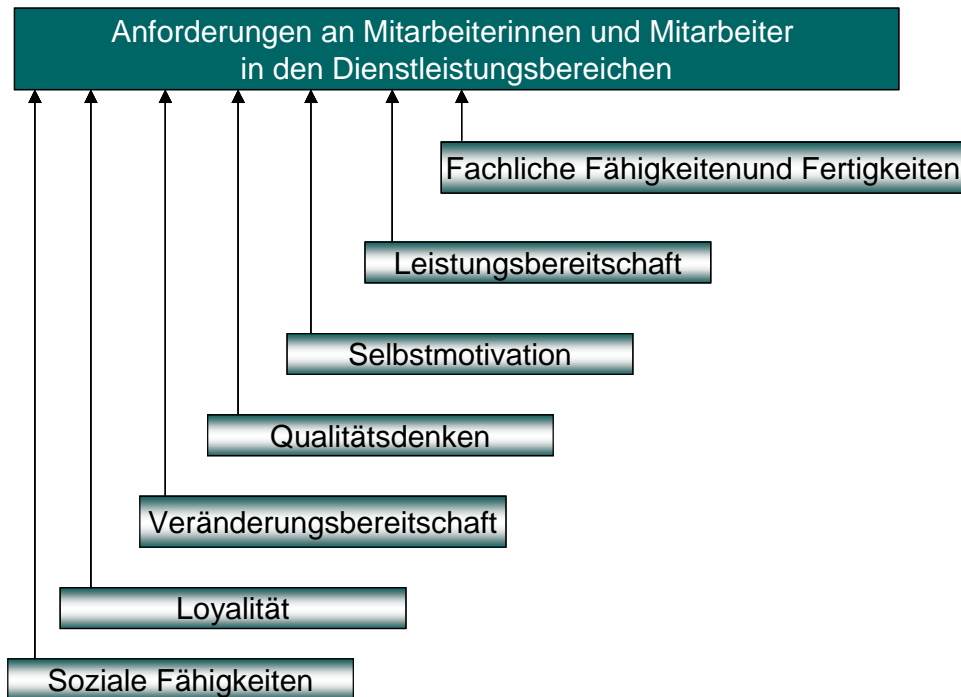 Anforderungen an Mitarbeiterinnen und Mitarbeiter
in den Dienstleistungsbereichen
Fachliche Fähigkeitenund Fertigkeiten
Leistungsbereitschaft
Selbstmotivation
Qualitätsdenken
Veränderungsbereitschaft
Loyalität
Soziale Fähigkeiten